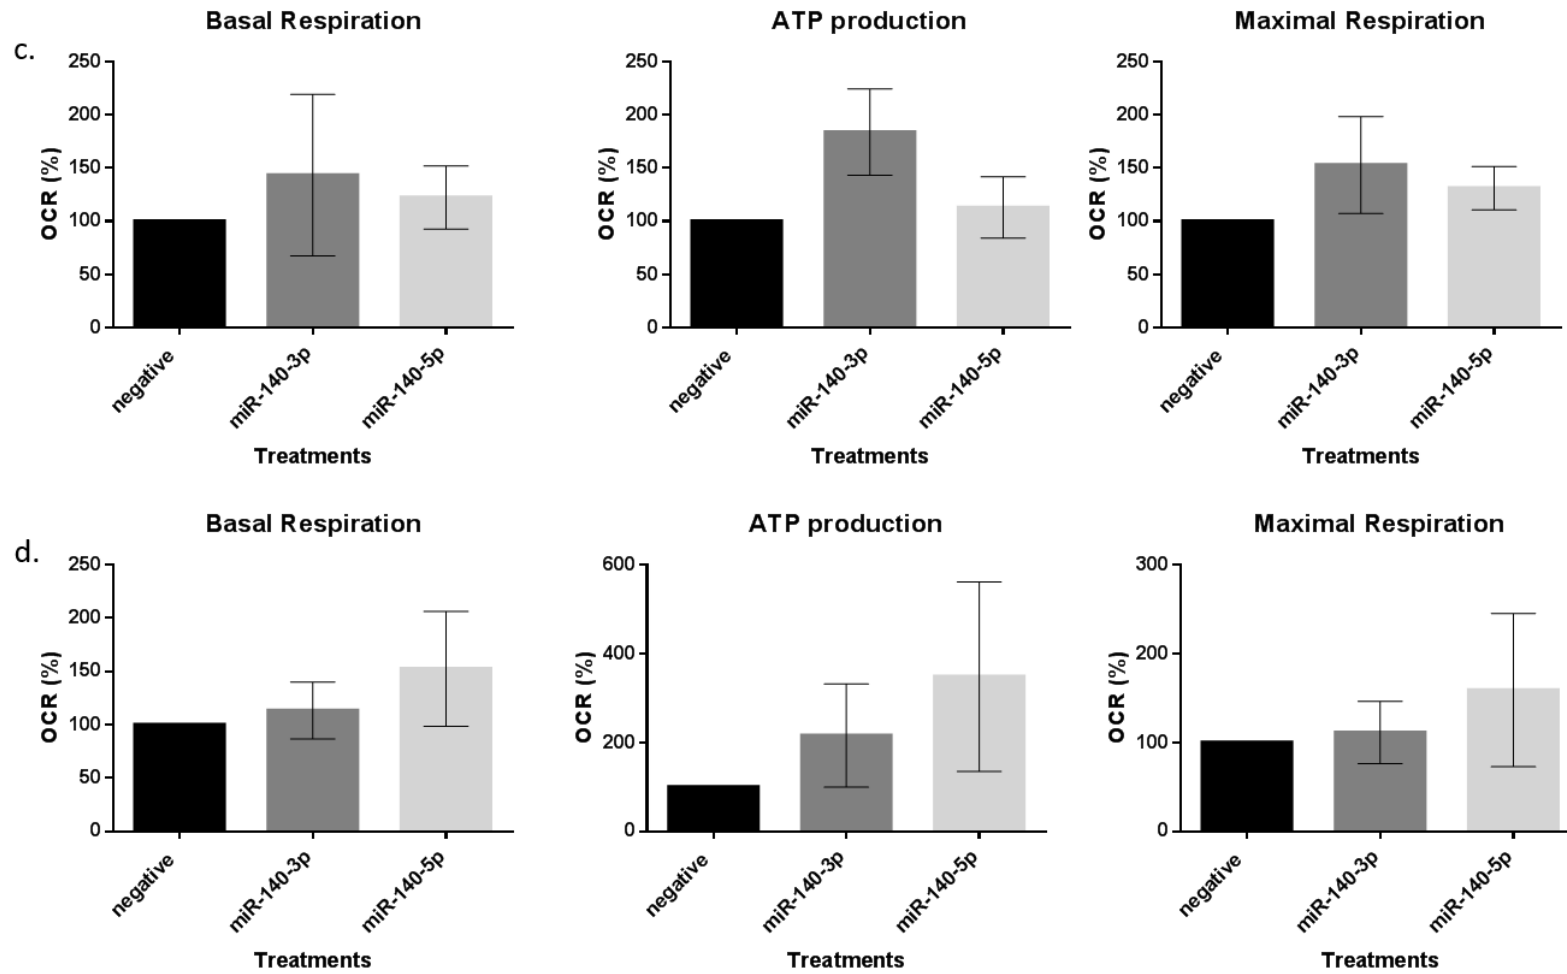 c.
Basal Respiration
OCR (%)
250
200
150
100
50
0
negative
miR-140-3p
miR-140-5p
Treatments
ATP production
OCR (%)
250
200
150
100
50
0
negative
miR-140-3p
miR-140-5p
Treatments
Maximal Respiration
OCR (%)
250
200
150
100
50
0
negative
miR-140-3p
miR-140-5p
Treatments
d.
Basal Respiration
OCR (%)
250
200
150
100
50
0
negative
miR-140-3p
miR-140-5p
Treatments
ATP production
OCR (%)
600
400
200
0
negative
miR-140-3p
miR-140-5p
Treatments
Maximal Respiration
OCR (%)
300
200
100
0
negative
miR-140-3p
miR-140-5p
Treatments